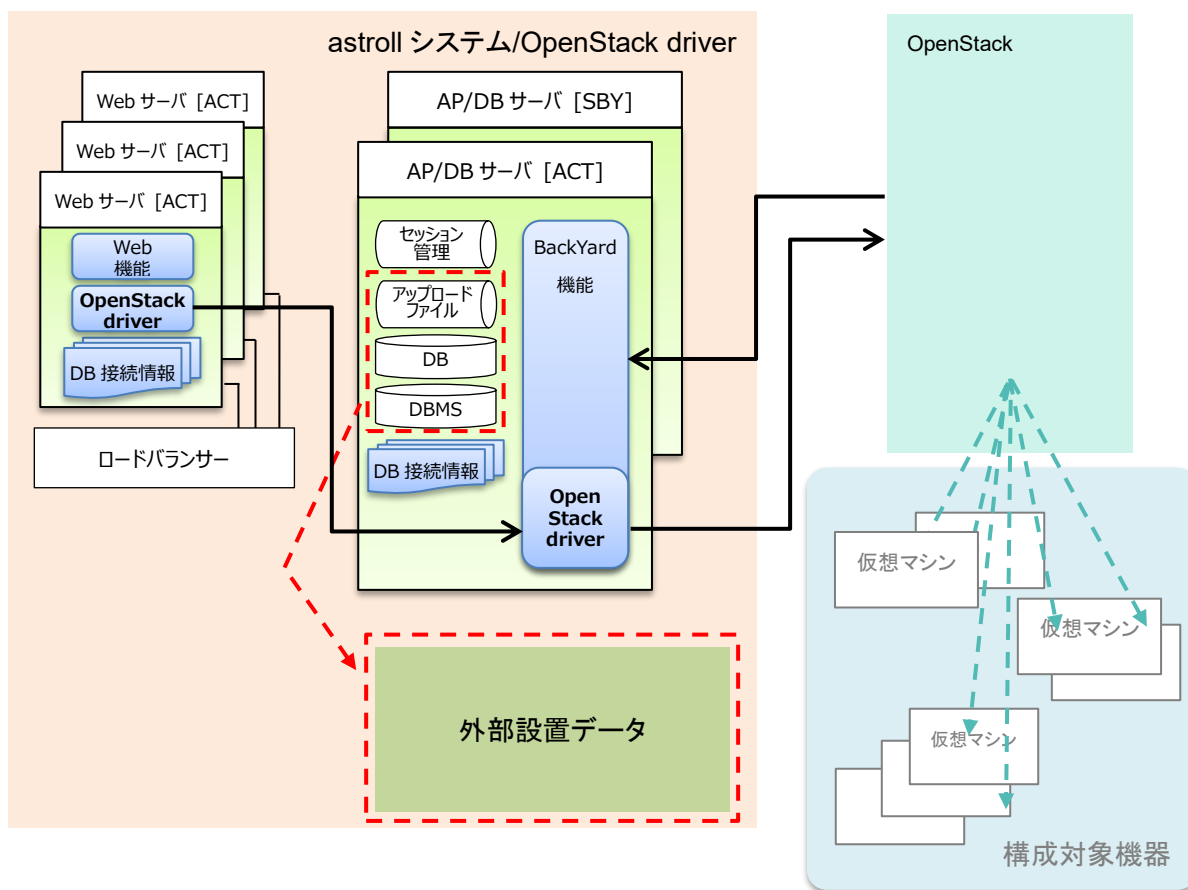 astroll システム/OpenStack driver
OpenStack
Web サーバ [ACT]
Web サーバ [ACT]
Web サーバ [ACT]
Web
機能
OpenStack
driver
DB 接続情報
ロードバランサー
AP/DB サーバ [SBY]
AP/DB サーバ [ACT]
セッション
管理
アップロード
ファイル
DB
DBMS
DB 接続情報
BackYard
機能
Open
Stack
driver
外部設置データ
仮想マシン
仮想マシン
仮想マシン
構成対象機器